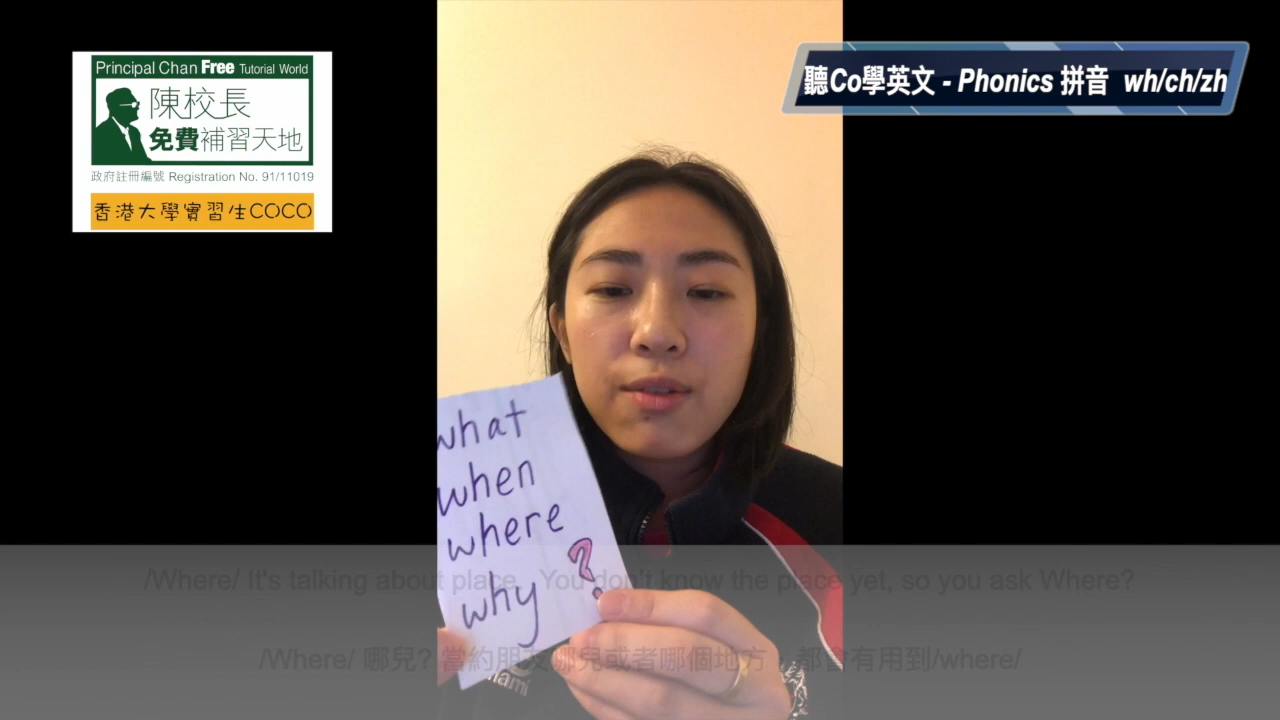 Principal Chan Free Tutorial World
陳校長
免費補習天地
政府註冊編號 Registration No. 91/11019
香港大學實習生COCO
聽Co學英文 - Phonics 拼音 wh/ch/zh
what
when
where
why ?
/Where/ It's talking about place. You don't know the place yet, so you ask Where?
/Where/ 哪兒? 當約朋友哪兒或者哪個地方，都會有用到/where/